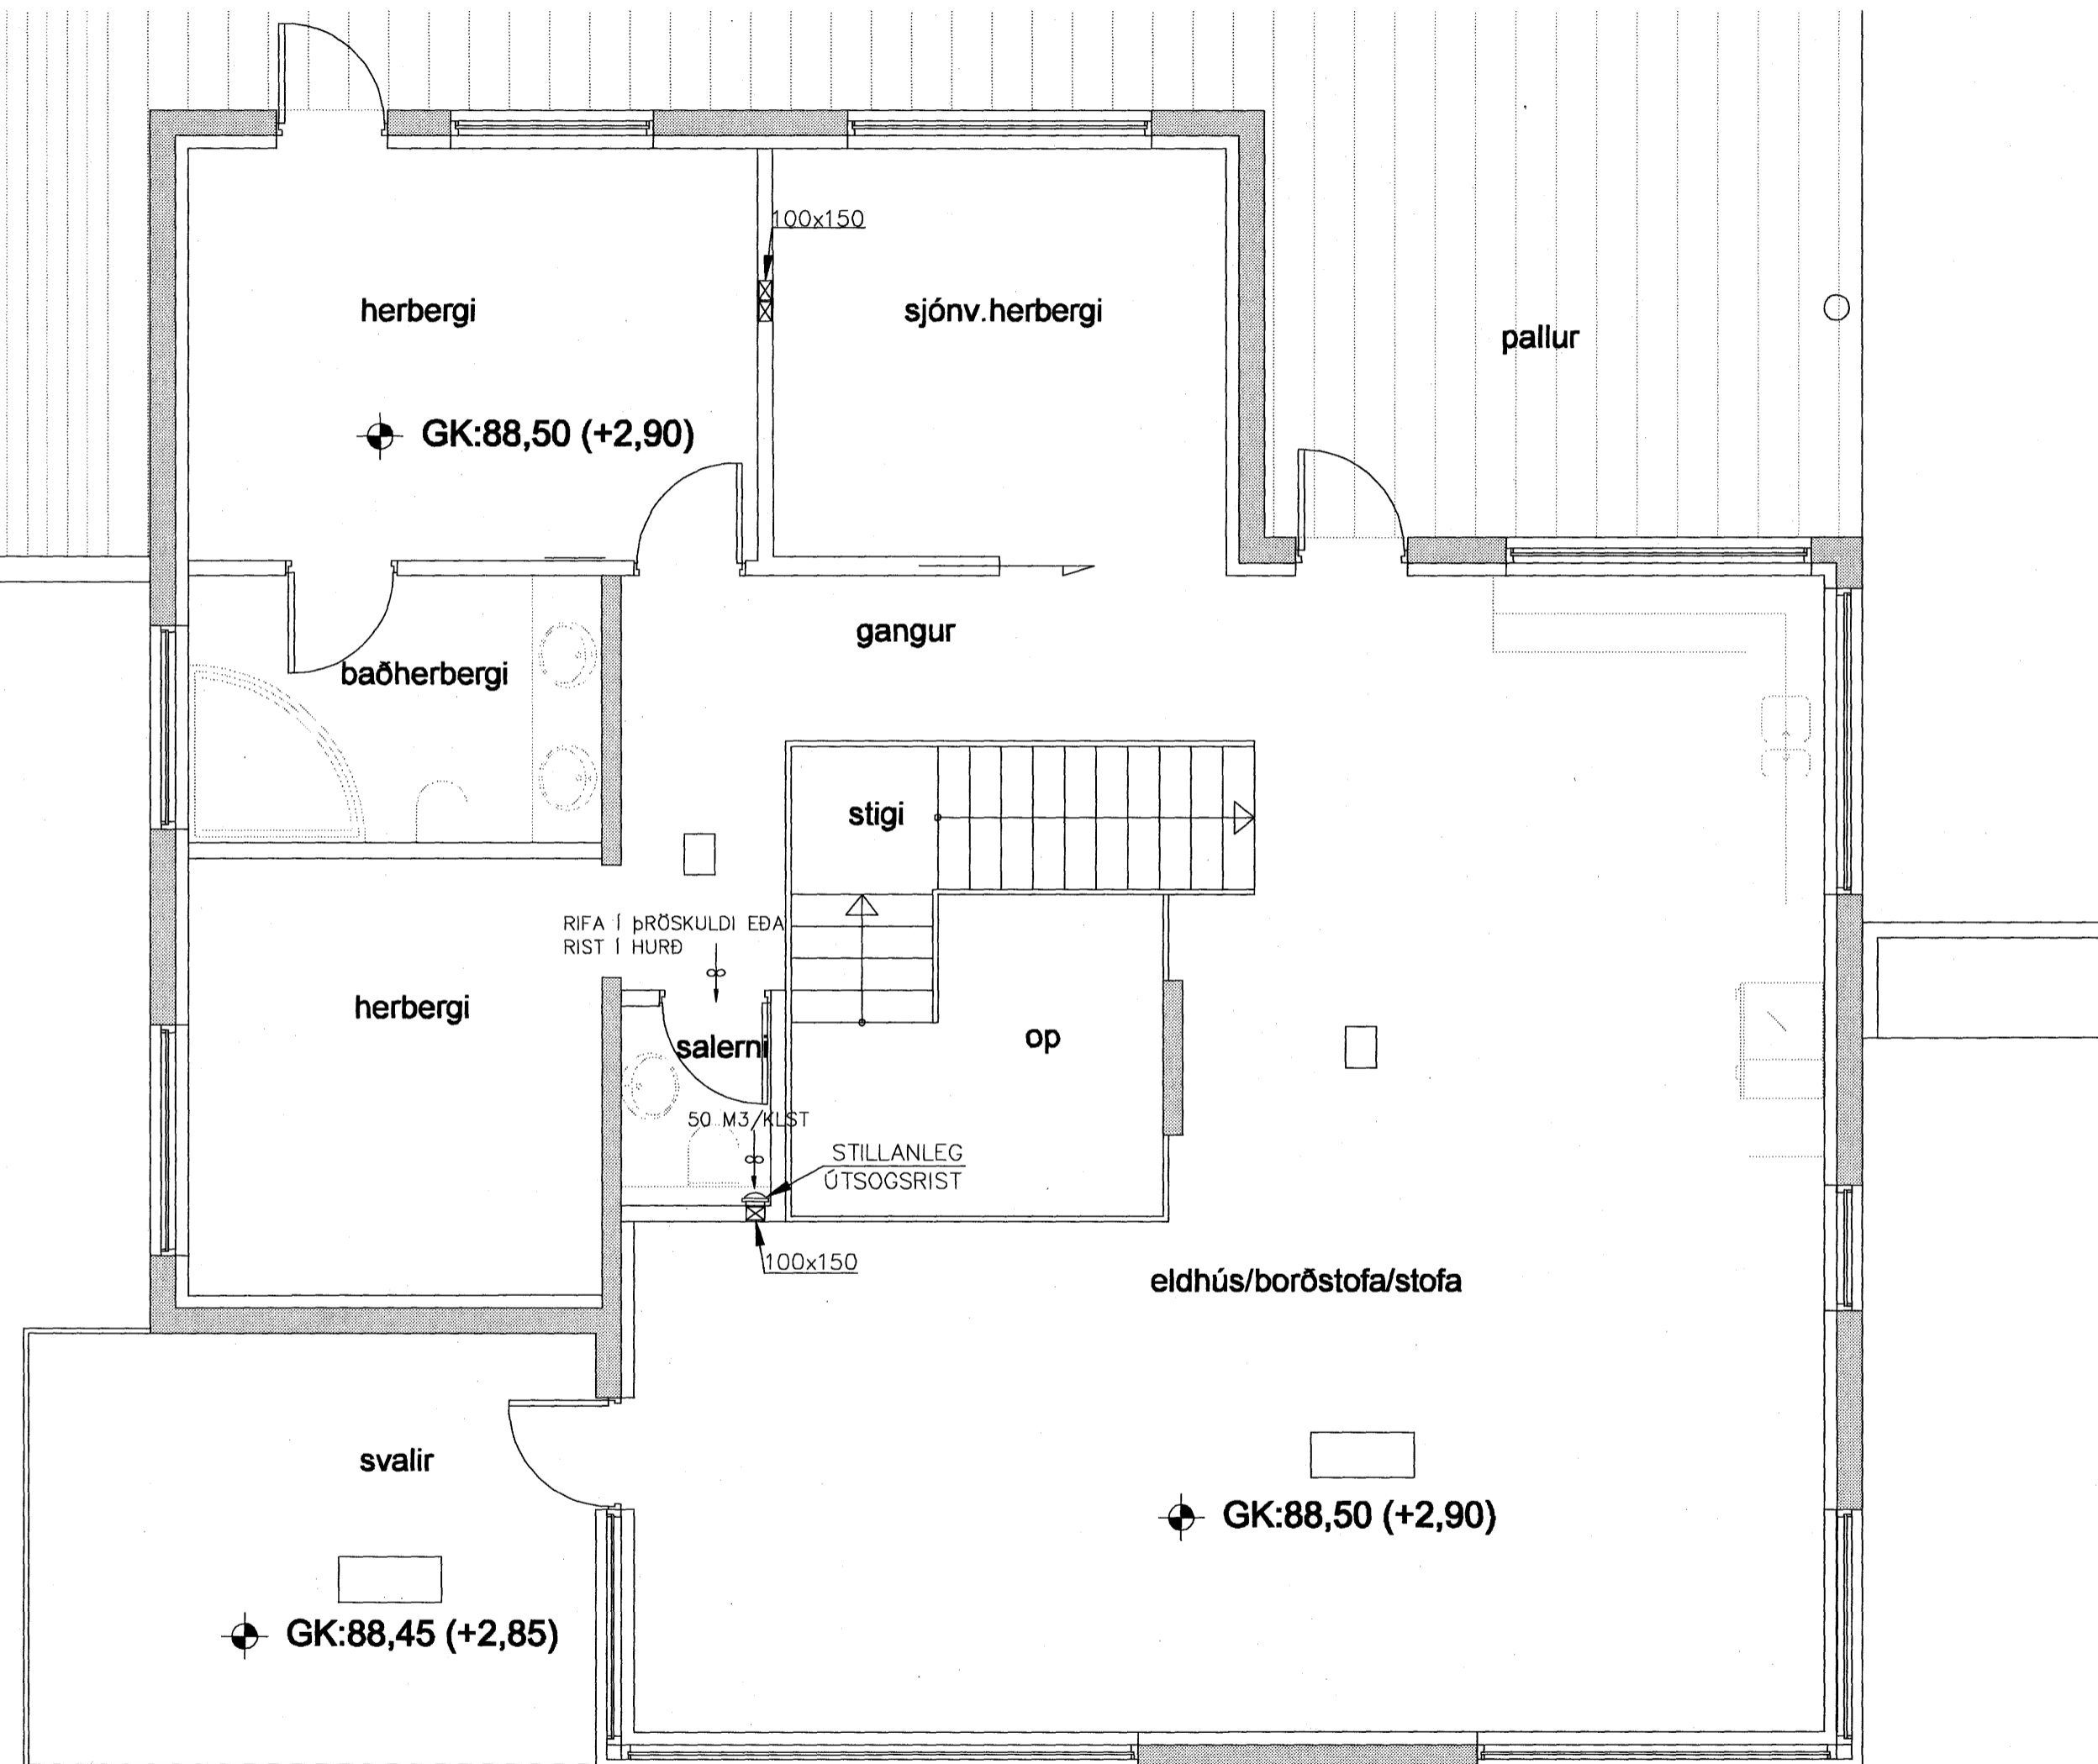 100x150
herbergi
sjónv.herbergi
pallur
GK:88,50 (+2,90)
gangur
baðherbergi
stigi
RIFA Í ÞRÖSKULDI EÐA
RIST Í HURÐ
herbergi
salerni
op
50 M3/KLST
STILLANLEG
ÚTSOGSRIST
100x150
eldhús/borðstofa/stofa
svalir
GK:88,50 (+2,90)
GK:88,45 (+2,85)